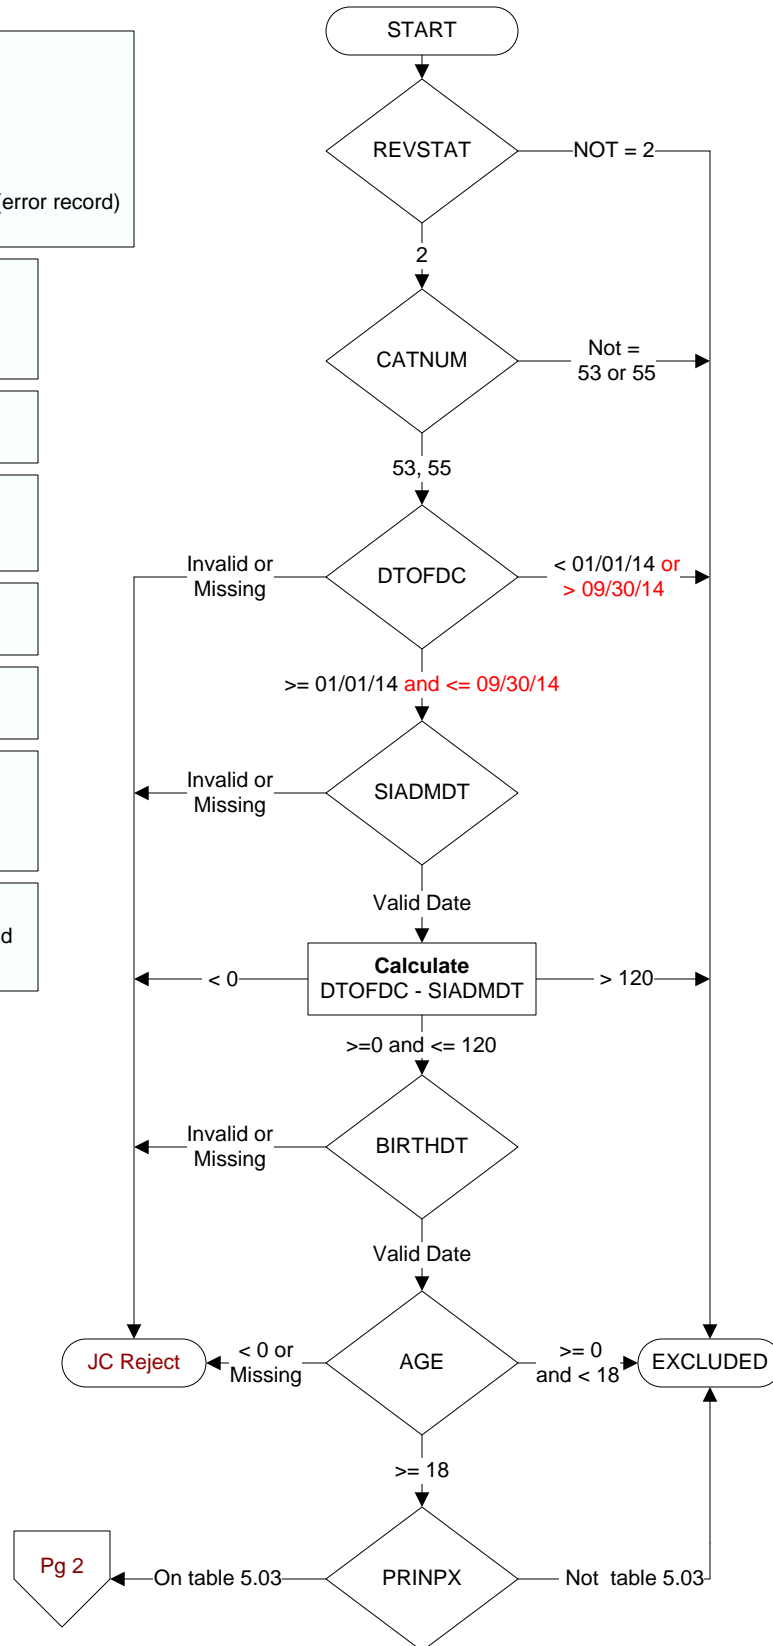 START
REVSTAT
NOT = 2
(error record)
2
CATNUM
Not =
53 or 55
53, 55
Invalid or
Missing
DTOFDC
< 01/01/14 or
> 09/30/14
>= 01/01/14 and <= 09/30/14
Invalid or
Missing
SIADMDT
Valid Date
d
< 0
Calculate
DTOFDC - SIADMDT
> 120
>=0 and <= 120
Invalid or
Missing
BIRTHDT
Valid Date
JC Reject
< 0 or
Missing
AGE
>= 0
and < 18
EXCLUDED
>= 18
Pg 2
On table 5.03
PRINPX
Not table 5.03